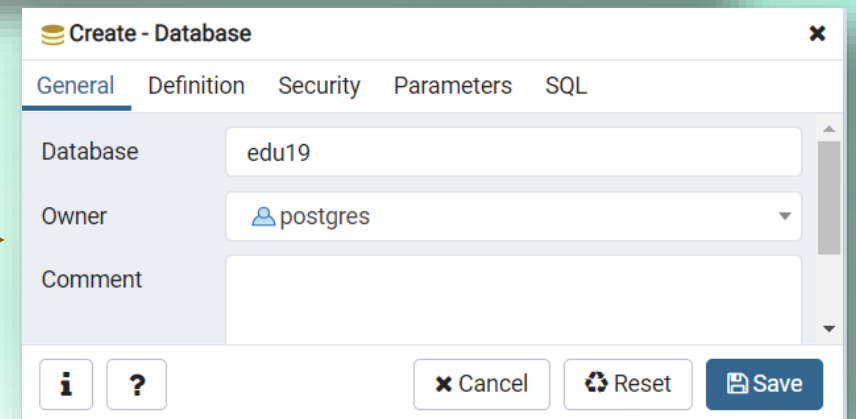 Create - Database
General Definition Security Parameters SQL
Database edu19
Owner postgres
Comment
i ? Cancel Reset Save